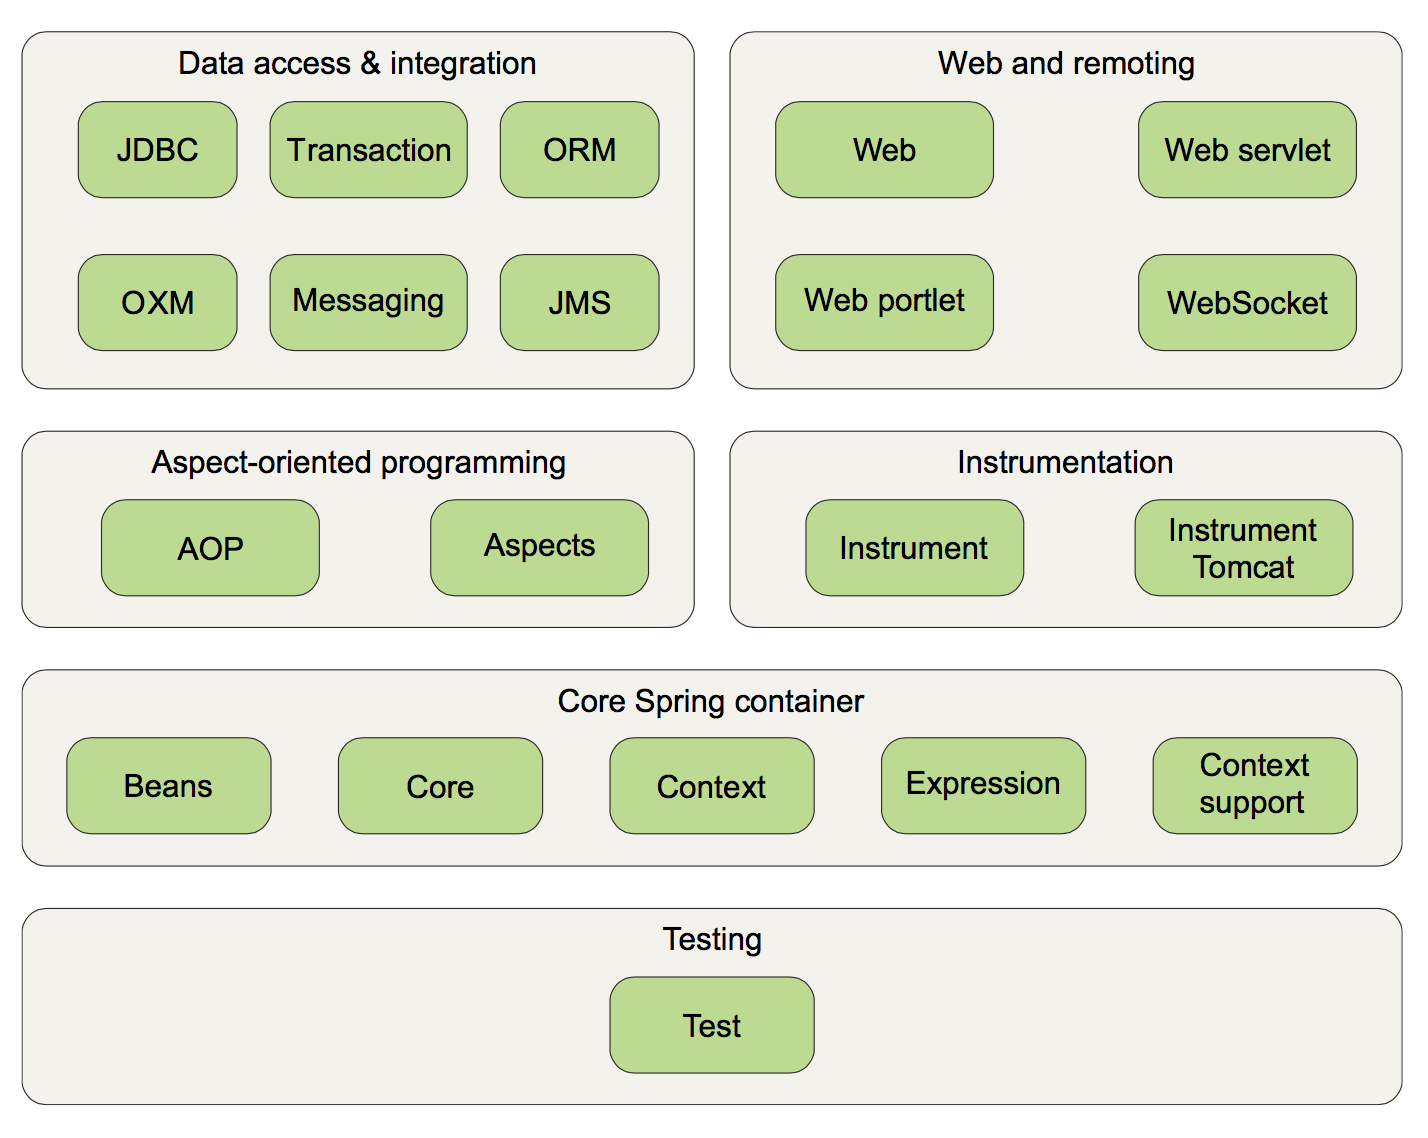 Data access & integration
JDBC
Transaction
ORM
OXM
Messaging
JMS
Web and remoting
Web
Web servlet
Web portlet
WebSocket
Aspect-oriented programming
AOP
Aspects
Instrumentation
Instrument
Instrument
Tomcat
Core Spring container
Beans
Core
Context
Expression
Context
support
Testing
Test